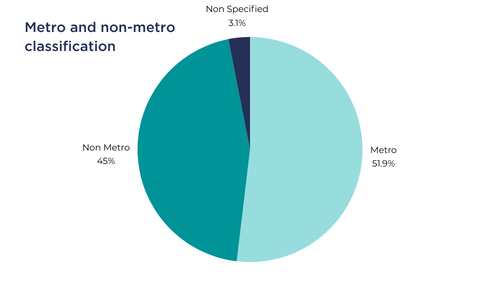 Metro and non-metro
classification
Non Specified
3.1%
Non Metro
45%
Metro
51.9%